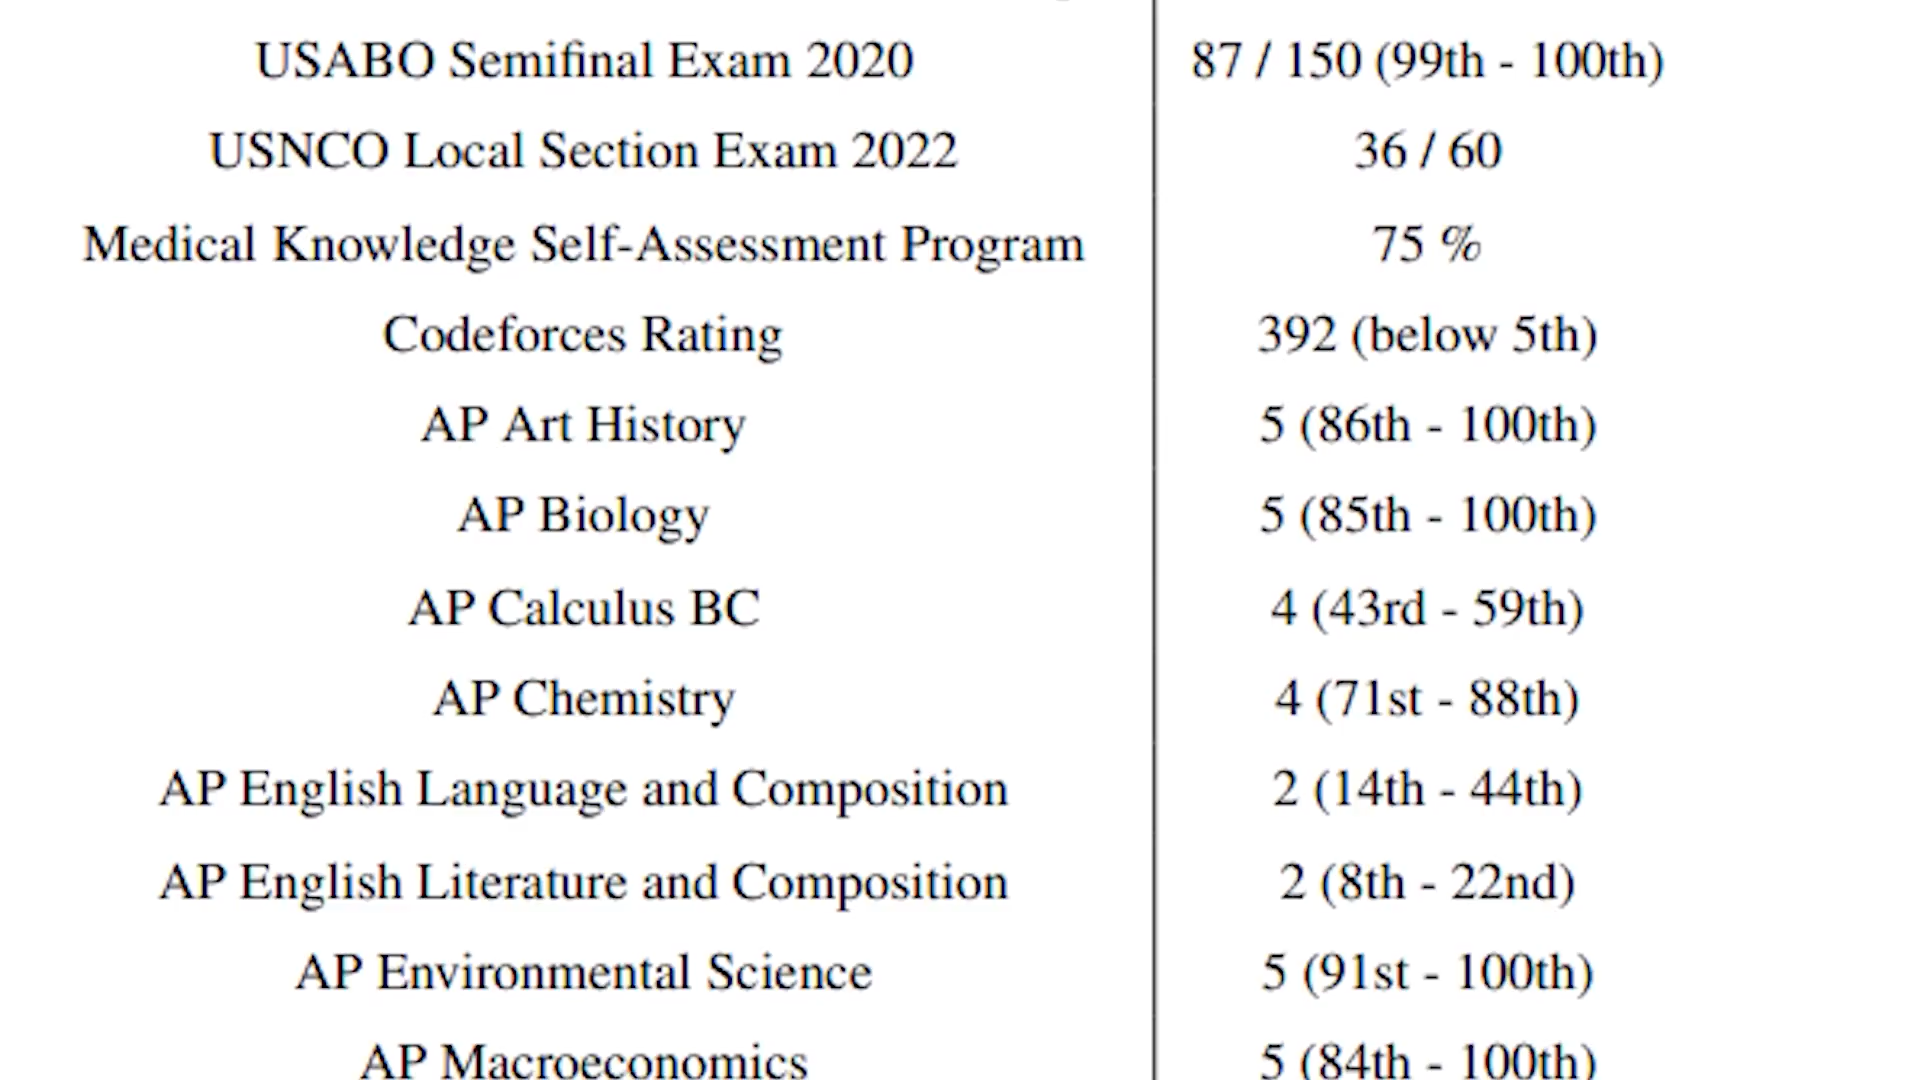 USABO Semifinal Exam 2020 87 / 150 (99th - 100th)
USNCO Local Section Exam 2022 36 / 60
Medical Knowledge Self-Assessment Program 75 %
Codeforces Rating 392 (below 5th)
AP Art History 5 (86th - 100th)
AP Biology 5 (85th - 100th)
AP Calculus BC 4 (43rd - 59th)
AP Chemistry 4 (71st - 88th)
AP English Language and Composition 2 (14th - 44th)
AP English Literature and Composition 2 (8th - 22nd)
AP Environmental Science 5 (91st - 100th)
AP Macroeconomics 5 (84th - 100th)